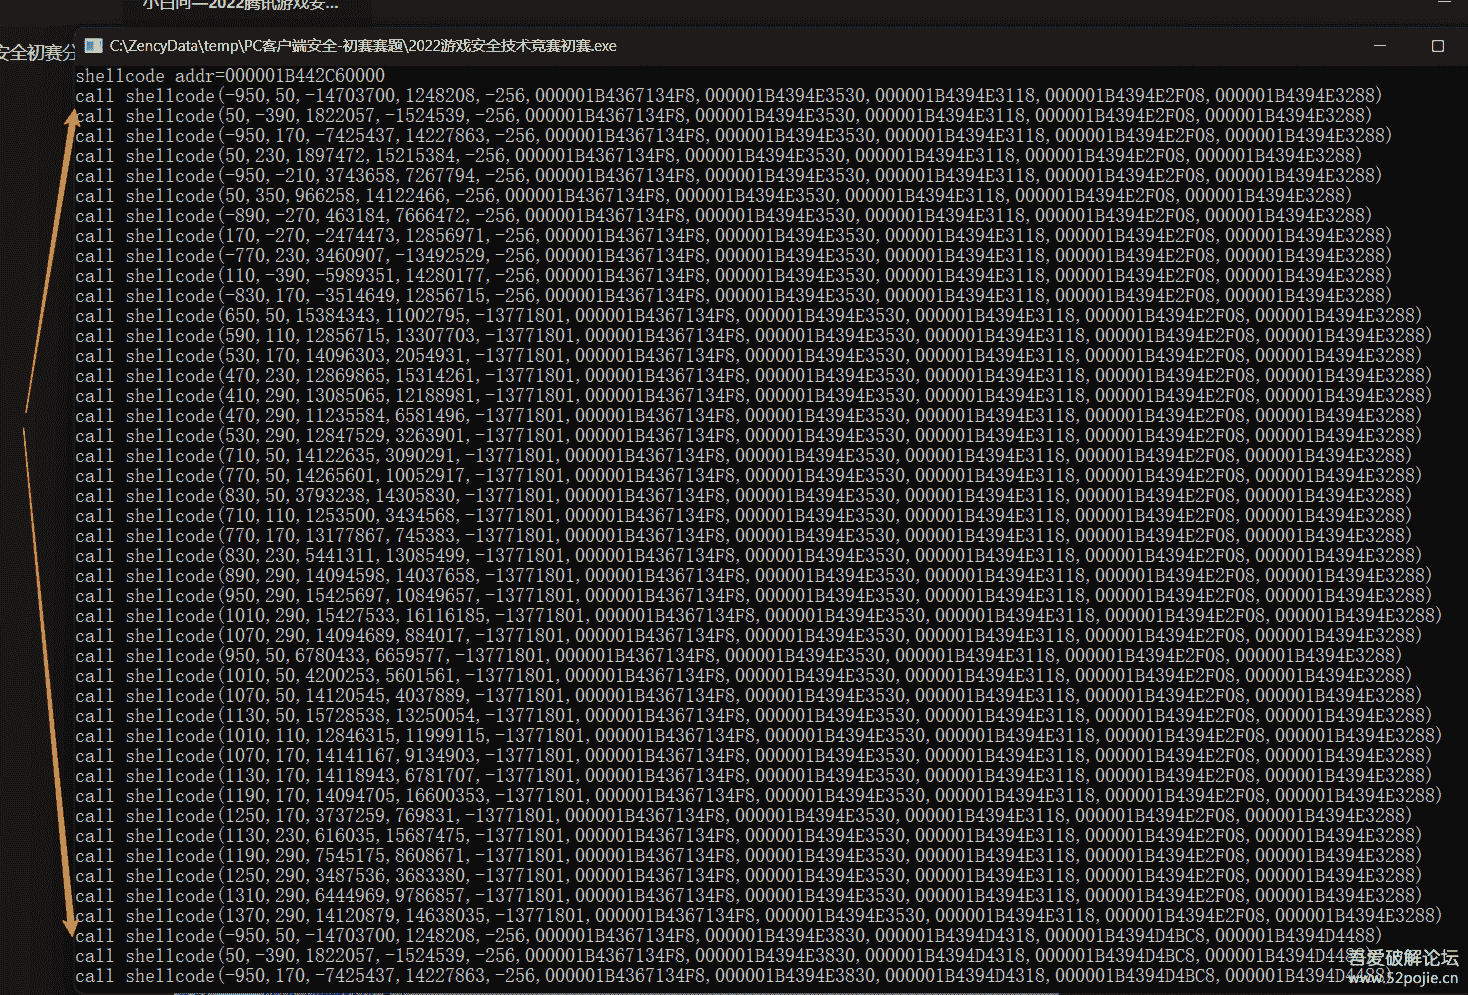 小白问—2022腾讯游戏安...
安全初赛分
C:\ZencyData\temp\PC客户端安全-初赛赛题\2022游戏安全技术竞赛初赛.exe
shellcode addr=000001B442C60000
call shellcode(-950,50,-14703700,1248208,-256,000001B4367134F8,000001B4394E3530,000001B4394E3118,000001B4394E2F08,000001B4394E3288)
call shellcode(50,-390,1822057,-1524539,-256,000001B4367134F8,000001B4394E3530,000001B4394E3118,000001B4394E2F08,000001B4394E3288)
call shellcode(-950,170,-7425437,14227863,-256,000001B4367134F8,000001B4394E3530,000001B4394E3118,000001B4394E2F08,000001B4394E3288)
call shellcode(50,230,1897472,15215384,-256,000001B4367134F8,000001B4394E3530,000001B4394E3118,000001B4394E2F08,000001B4394E3288)
call shellcode(-950,-210,3743658,7267794,-256,000001B4367134F8,000001B4394E3530,000001B4394E3118,000001B4394E2F08,000001B4394E3288)
call shellcode(50,350,966258,14122466,-256,000001B4367134F8,000001B4394E3530,000001B4394E3118,000001B4394E2F08,000001B4394E3288)
call shellcode(-890,-270,463184,7666472,-256,000001B4367134F8,000001B4394E3530,000001B4394E3118,000001B4394E2F08,000001B4394E3288)
call shellcode(170,-270,-2474473,12856971,-256,000001B4367134F8,000001B4394E3530,000001B4394E3118,000001B4394E2F08,000001B4394E3288)
call shellcode(-770,230,3460907,-13492529,-256,000001B4367134F8,000001B4394E3530,000001B4394E3118,000001B4394E2F08,000001B4394E3288)
call shellcode(110,-390,-5989351,14280177,-256,000001B4367134F8,000001B4394E3530,000001B4394E3118,000001B4394E2F08,000001B4394E3288)
call shellcode(-830,170,-3514649,12856715,-256,000001B4367134F8,000001B4394E3530,000001B4394E3118,000001B4394E2F08,000001B4394E3288)
call shellcode(650,50,15384343,11002795,-13771801,000001B4367134F8,000001B4394E3530,000001B4394E3118,000001B4394E2F08,000001B4394E3288)
call shellcode(590,110,12856715,13307703,-13771801,000001B4367134F8,000001B4394E3530,000001B4394E3118,000001B4394E2F08,000001B4394E3288)
call shellcode(530,170,14096303,2054931,-13771801,000001B4367134F8,000001B4394E3530,000001B4394E3118,000001B4394E2F08,000001B4394E3288)
call shellcode(470,230,12869865,15314261,-13771801,000001B4367134F8,000001B4394E3530,000001B4394E3118,000001B4394E2F08,000001B4394E3288)
call shellcode(410,290,13085065,12188981,-13771801,000001B4367134F8,000001B4394E3530,000001B4394E3118,000001B4394E2F08,000001B4394E3288)
call shellcode(470,290,11235584,6581496,-13771801,000001B4367134F8,000001B4394E3530,000001B4394E3118,000001B4394E2F08,000001B4394E3288)
call shellcode(530,290,12847529,3263901,-13771801,000001B4367134F8,000001B4394E3530,000001B4394E3118,000001B4394E2F08,000001B4394E3288)
call shellcode(710,50,14122635,3090291,-13771801,000001B4367134F8,000001B4394E3530,000001B4394E3118,000001B4394E2F08,000001B4394E3288)
call shellcode(770,50,14265601,10052917,-13771801,000001B4367134F8,000001B4394E3530,000001B4394E3118,000001B4394E2F08,000001B4394E3288)
call shellcode(830,50,3793238,14305830,-13771801,000001B4367134F8,000001B4394E3530,000001B4394E3118,000001B4394E2F08,000001B4394E3288)
call shellcode(710,110,1253500,3434568,-13771801,000001B4367134F8,000001B4394E3530,000001B4394E3118,000001B4394E2F08,000001B4394E3288)
call shellcode(770,170,13177867,745383,-13771801,000001B4367134F8,000001B4394E3530,000001B4394E3118,000001B4394E2F08,000001B4394E3288)
call shellcode(830,230,5441311,13085499,-13771801,000001B4367134F8,000001B4394E3530,000001B4394E3118,000001B4394E2F08,000001B4394E3288)
call shellcode(890,290,14094598,14037658,-13771801,000001B4367134F8,000001B4394E3530,000001B4394E3118,000001B4394E2F08,000001B4394E3288)
call shellcode(950,290,15425697,10849657,-13771801,000001B4367134F8,000001B4394E3530,000001B4394E3118,000001B4394E2F08,000001B4394E3288)
call shellcode(1010,290,15427533,16116185,-13771801,000001B4367134F8,000001B4394E3530,000001B4394E3118,000001B4394E2F08,000001B4394E3288)
call shellcode(1070,290,14094689,884017,-13771801,000001B4367134F8,000001B4394E3530,000001B4394E3118,000001B4394E2F08,000001B4394E3288)
call shellcode(950,50,6780433,6659577,-13771801,000001B4367134F8,000001B4394E3530,000001B4394E3118,000001B4394E2F08,000001B4394E3288)
call shellcode(1010,50,4200253,5601561,-13771801,000001B4367134F8,000001B4394E3530,000001B4394E3118,000001B4394E2F08,000001B4394E3288)
call shellcode(1070,50,14120545,4037889,-13771801,000001B4367134F8,000001B4394E3530,000001B4394E3118,000001B4394E2F08,000001B4394E3288)
call shellcode(1130,50,15728538,13250054,-13771801,000001B4367134F8,000001B4394E3530,000001B4394E3118,000001B4394E2F08,000001B4394E3288)
call shellcode(1010,110,12846315,11999115,-13771801,000001B4367134F8,000001B4394E3530,000001B4394E3118,000001B4394E2F08,000001B4394E3288)
call shellcode(1070,170,14141167,9134903,-13771801,000001B4367134F8,000001B4394E3530,000001B4394E3118,000001B4394E2F08,000001B4394E3288)
call shellcode(1130,170,14118943,6781707,-13771801,000001B4367134F8,000001B4394E3530,000001B4394E3118,000001B4394E2F08,000001B4394E3288)
call shellcode(1190,170,14094705,16600353,-13771801,000001B4367134F8,000001B4394E3530,000001B4394E3118,000001B4394E2F08,000001B4394E3288)
call shellcode(1250,170,3737259,769831,-13771801,000001B4367134F8,000001B4394E3530,000001B4394E3118,000001B4394E2F08,000001B4394E3288)
call shellcode(1130,230,616035,15687475,-13771801,000001B4367134F8,000001B4394E3530,000001B4394E3118,000001B4394E2F08,000001B4394E3288)
call shellcode(1190,290,7545175,8608671,-13771801,000001B4367134F8,000001B4394E3530,000001B4394E3118,000001B4394E2F08,000001B4394E3288)
call shellcode(1250,290,3487536,3683380,-13771801,000001B4367134F8,000001B4394E3530,000001B4394E3118,000001B4394E2F08,000001B4394E3288)
call shellcode(1310,290,6444969,9786857,-13771801,000001B4367134F8,000001B4394E3530,000001B4394E3118,000001B4394E2F08,000001B4394E3288)
call shellcode(1370,290,14120879,14638035,-13771801,000001B4367134F8,000001B4394E3530,000001B4394E3118,000001B4394E2F08,000001B4394E3288)
call shellcode(-950,50,-14703700,1248208,-256,000001B4367134F8,000001B4394E3830,000001B4394D4318,000001B4394D4BC8,000001B4394D4488)
call shellcode(50,-390,1822057,-1524539,-256,000001B4367134F8,000001B4394E3830,000001B4394D4318,000001B4394D4BC8,000001B4394D4488)
call shellcode(-950,170,-7425437,14227863,-256,000001B4367134F8,000001B4394E3830,000001B4394D4318,000001B4394D4BC8,000001B4394D4488)
吾爱破解论坛
www.52pojie.cn